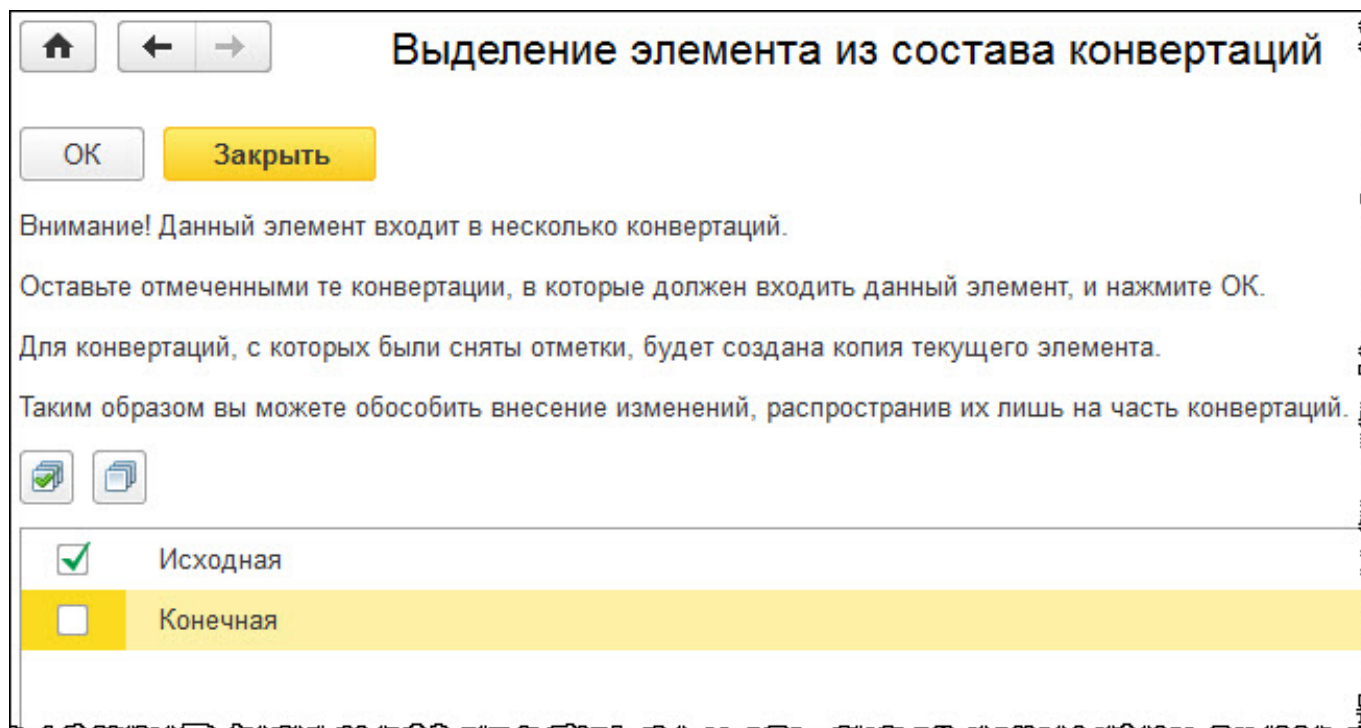 Выделение элемента из состава конвертаций
ОК
Закрыть
Внимание! Данный элемент входит в несколько конвертаций.
Оставьте отмеченными те конвертации, в которые должен входить данный элемент, и нажмите ОК.
Для конвертаций, с которых были сняты отметки, будет создана копия текущего элемента.
Таким образом вы можете обособить внесение изменений, распространив их лишь на часть конвертаций.
Исходная
Конечная